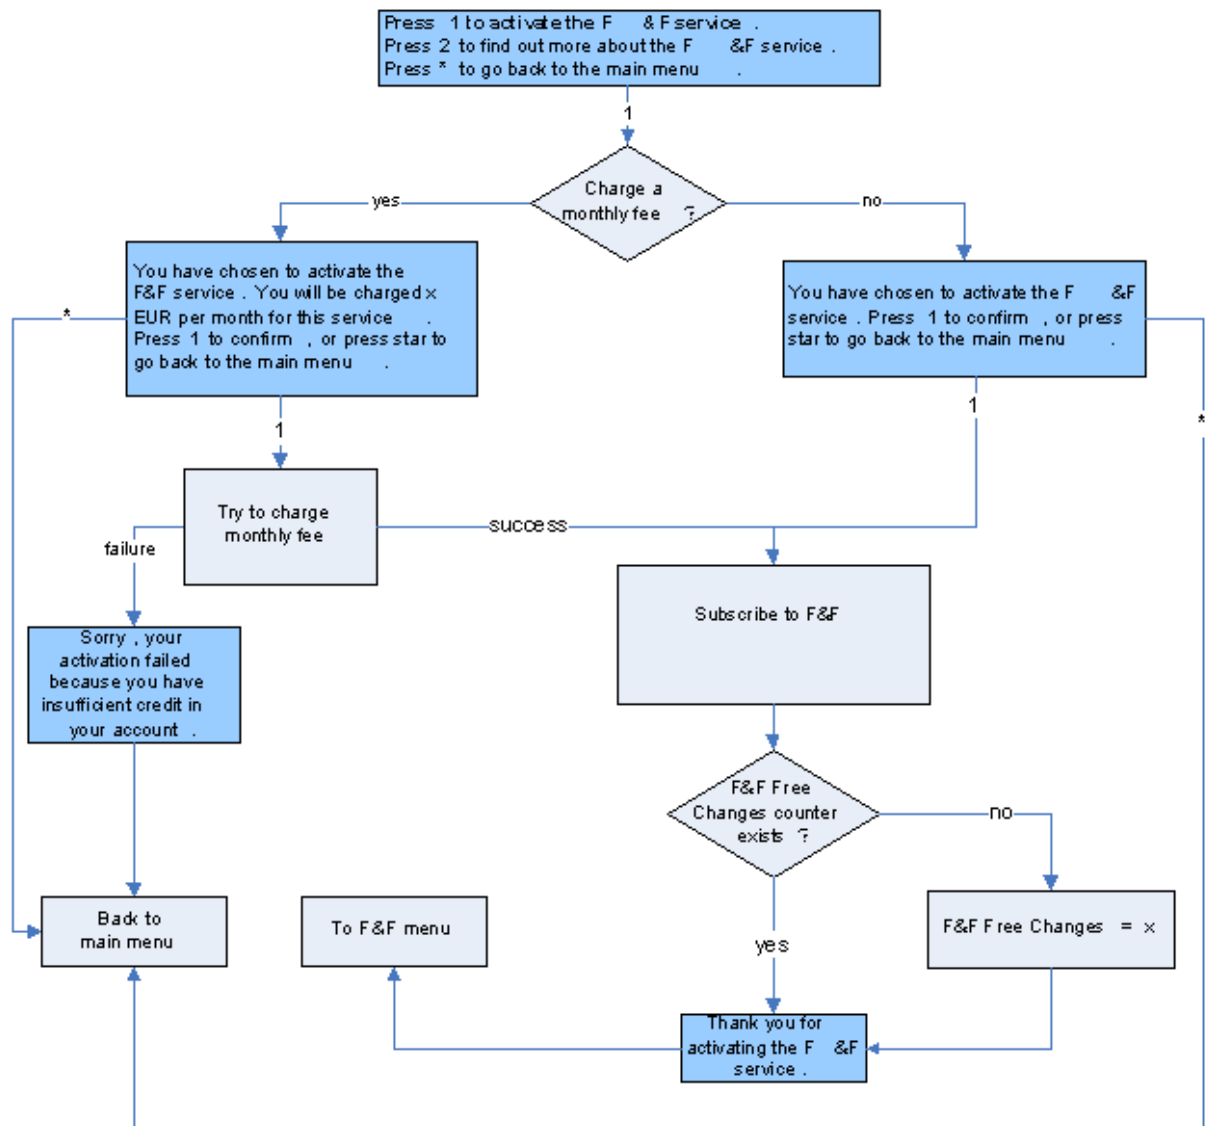 Press 1 to activate the F &F service .
Press 2 to find out more about the F &F service .
Press * to go back to the main menu .
1
Charge a
monthly fee ?
yes
no
You have chosen to activate the
F&F service . You will be charged x
EUR per month for this service .
Press 1 to confirm , or press star to
go back to the main menu .
*
You have chosen to activate the F &F
service . Press 1 to confirm , or press
star to go back to the main menu .
1
*
1
Try to charge
monthly fee
success
failure
Subscribe to F&F
Sorry , your
activation failed
because you have
insufficient credit in
your account .
F&F Free
Changes counter
exists ?
no
yes
Back to
main menu
To F&F menu
F&F Free Changes = x
Thank you for
activating the F &F
service .